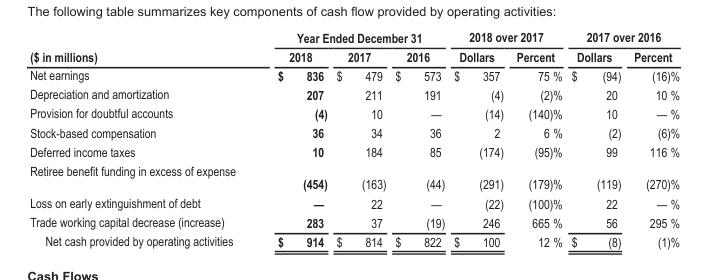 The following table summarizes key components of cash flow provided by operating activities:
Year Ended December 31 2018 over 2017 2017 over 2016
($ in millions) 2018 2017 2016 Dollars Percent Dollars Percent
Net earnings $ 836 $ 479 $ 573 $ 357 75 % $ (94) (16)%
Depreciation and amortization 207 211 191 (4) (2)% 20 10 %
Provision for doubtful accounts (4) 10 — (14) (140)% 10 — %
Stock-based compensation 36 34 36 2 6 % (2) (6)%
Deferred income taxes 10 184 85 (174) (95)% 99 116 %
Retiree benefit funding in excess of expense
(454) (163) (44) (291) (179)% (119) (270)%
Loss on early extinguishment of debt — 22 — (22) (100)% 22 — %
Trade working capital decrease (increase) 283 37 (19) 246 665 % 56 295 %
Net cash provided by operating activities $ 914 $ 814 $ 822 $ 100 12 % $ (8) (1)%
Cash Flows